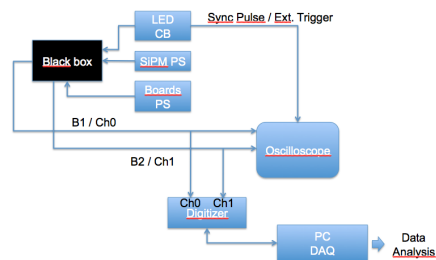 LED
CB
Sync Pulse / Ext. Trigger
Black box
SiPM PS
Boards
PS
B1 / Ch0
Oscilloscope
B2 / Ch1
Ch0 Ch1
Digitizer
PC
DAQ
Data
Analysis